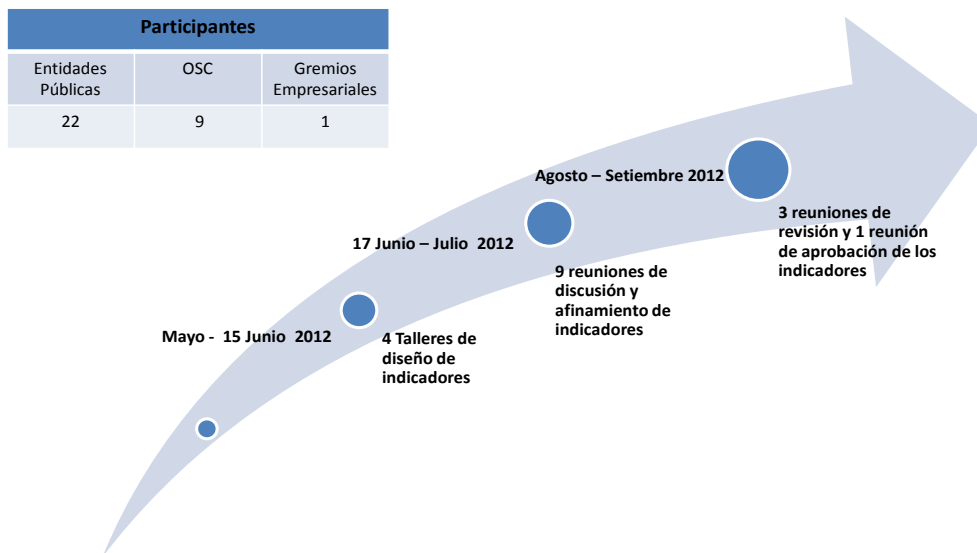 Participantes
Entidades
Públicas
OSC
Gremios
Empresariales
22
9
1
Agosto – Setiembre 2012
3 reuniones de
revisión y 1 reunión
de aprobación de los
indicadores
17 Junio – Julio  2012
9 reuniones de
discusión y
afinamiento de
indicadores
Mayo -  15 Junio  2012
4 Talleres de
diseño de
indicadores